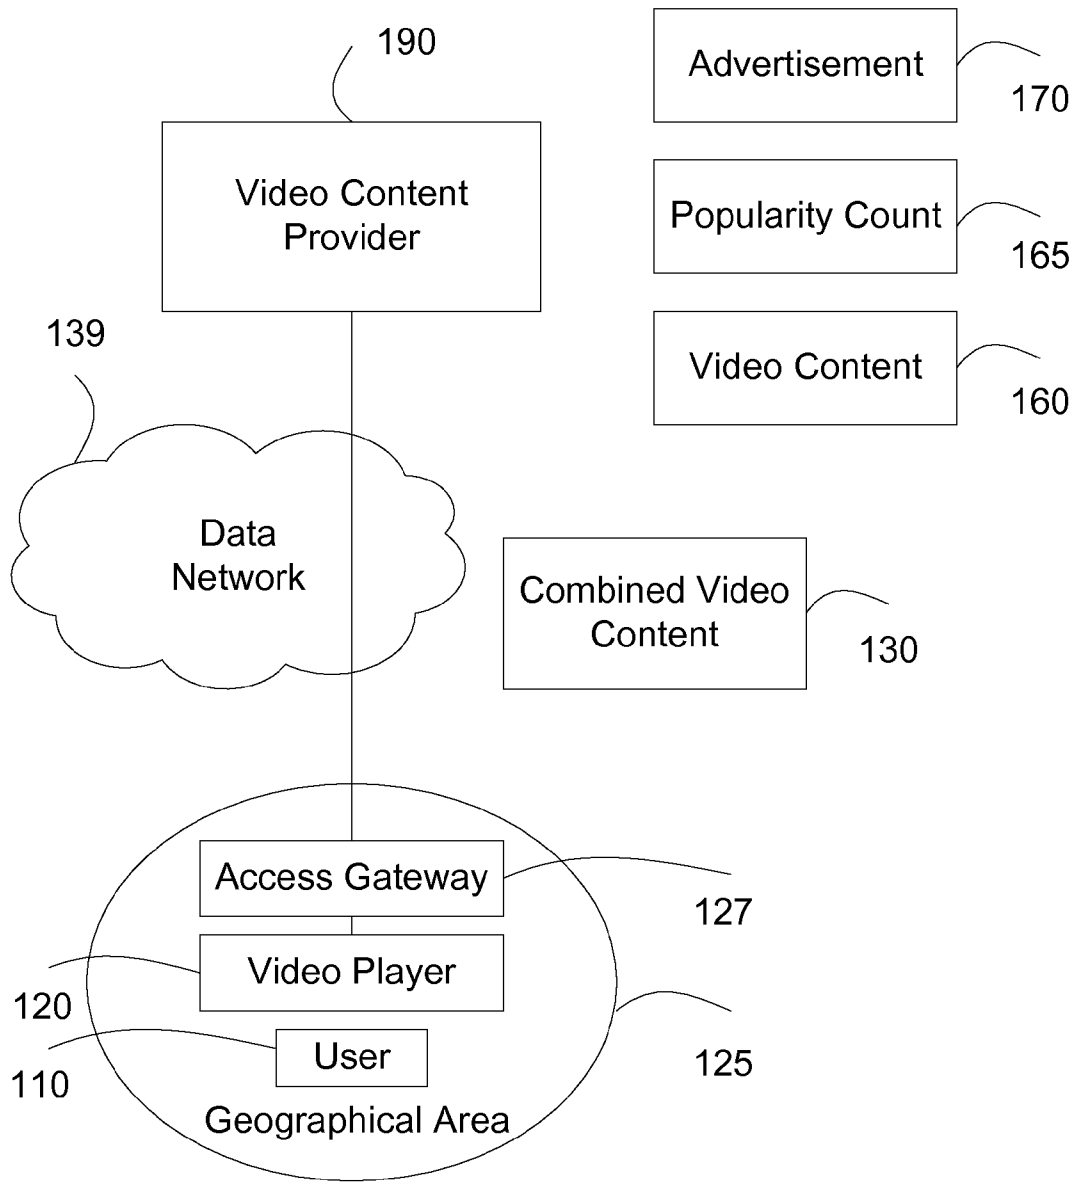 190
Advertisement
170
Video Content
Provider
Popularity Count
165
139
Video Content
160
Data
Network
Combined Video
Content
130
Access Gateway
127
Video Player
120
User
110
125
Geographical Area